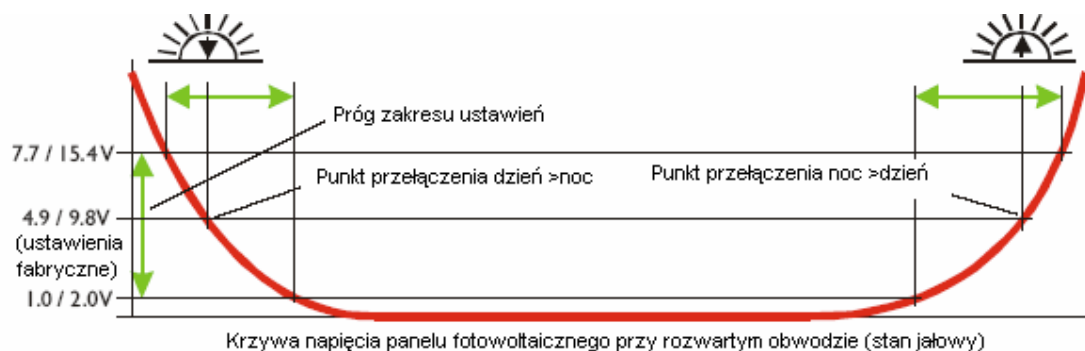 Próg zakresu ustawień
7.7 / 15.4V
Punkt przełączenia dzień >noc
Punkt przełączenia noc >dzień
4.9 / 9.8V
(ustawienia
fabryczne)
1.0 / 2.0V
Krzywa napięcia panelu fotowoltaicznego przy rozwartym obwodzie (stan jałowy)